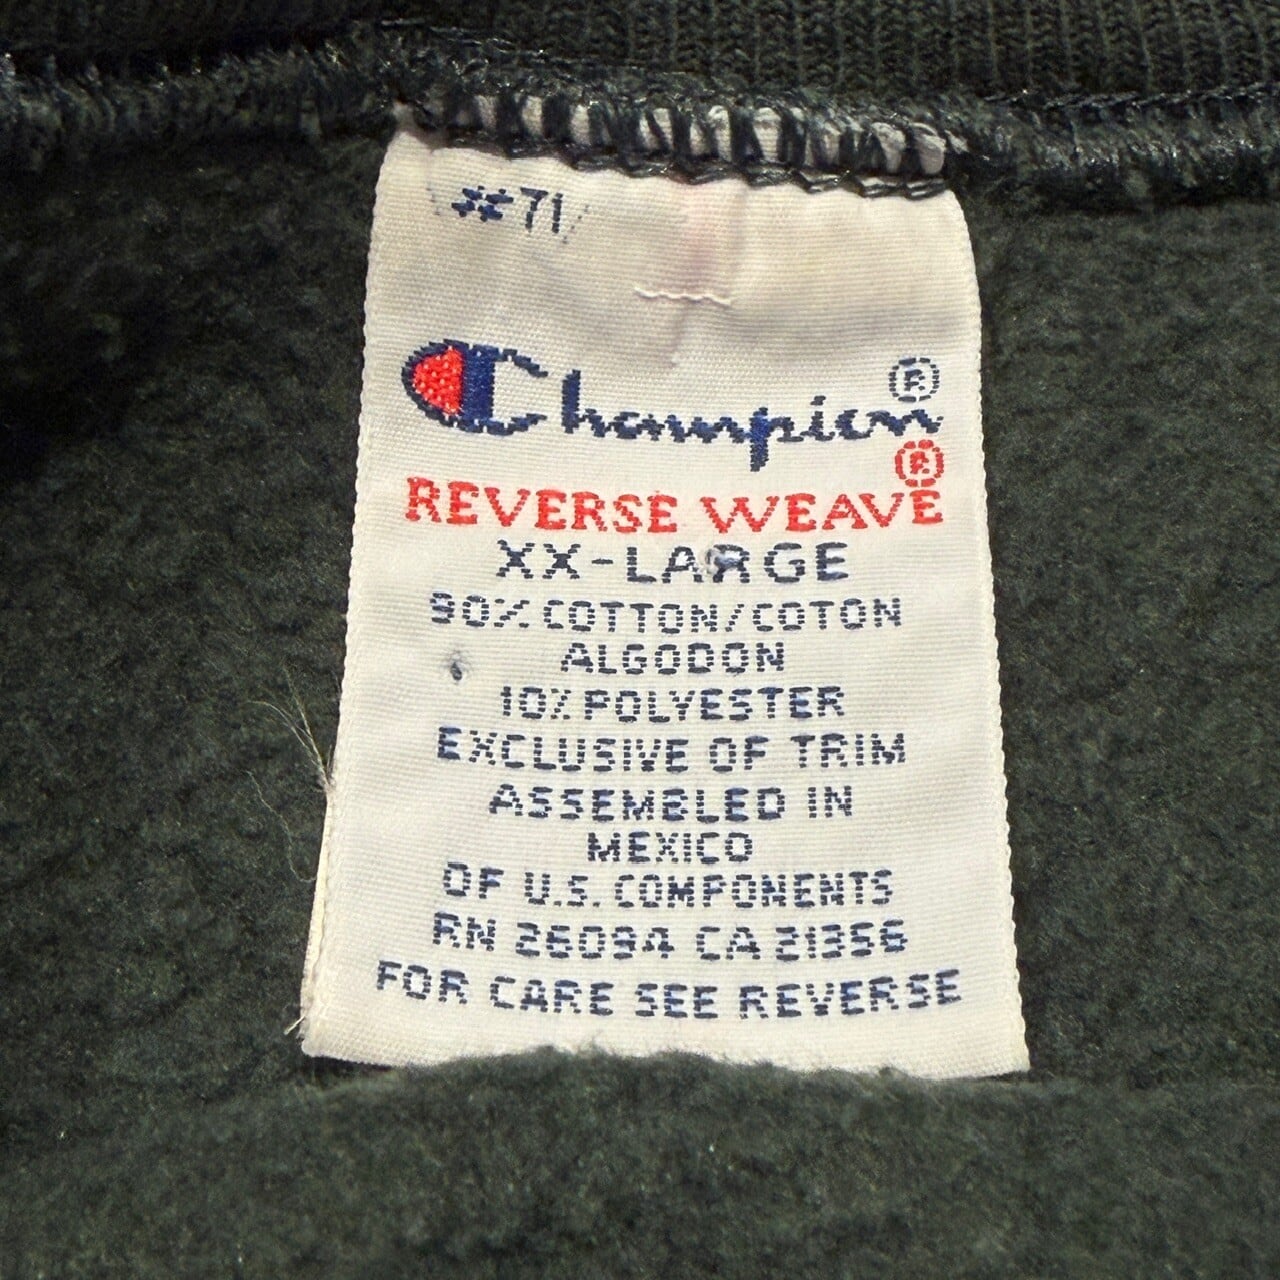 #71
Champion®
REVERSE WEAVE®
XX-LARGE
90% COTTON/COTON
ALGODON
10% POLYESTER
EXCLUSIVE OF TRIM
ASSEMBLED IN
MEXICO
OF U.S. COMPONENTS
RN 26094 CA 21356
FOR CARE SEE REVERSE